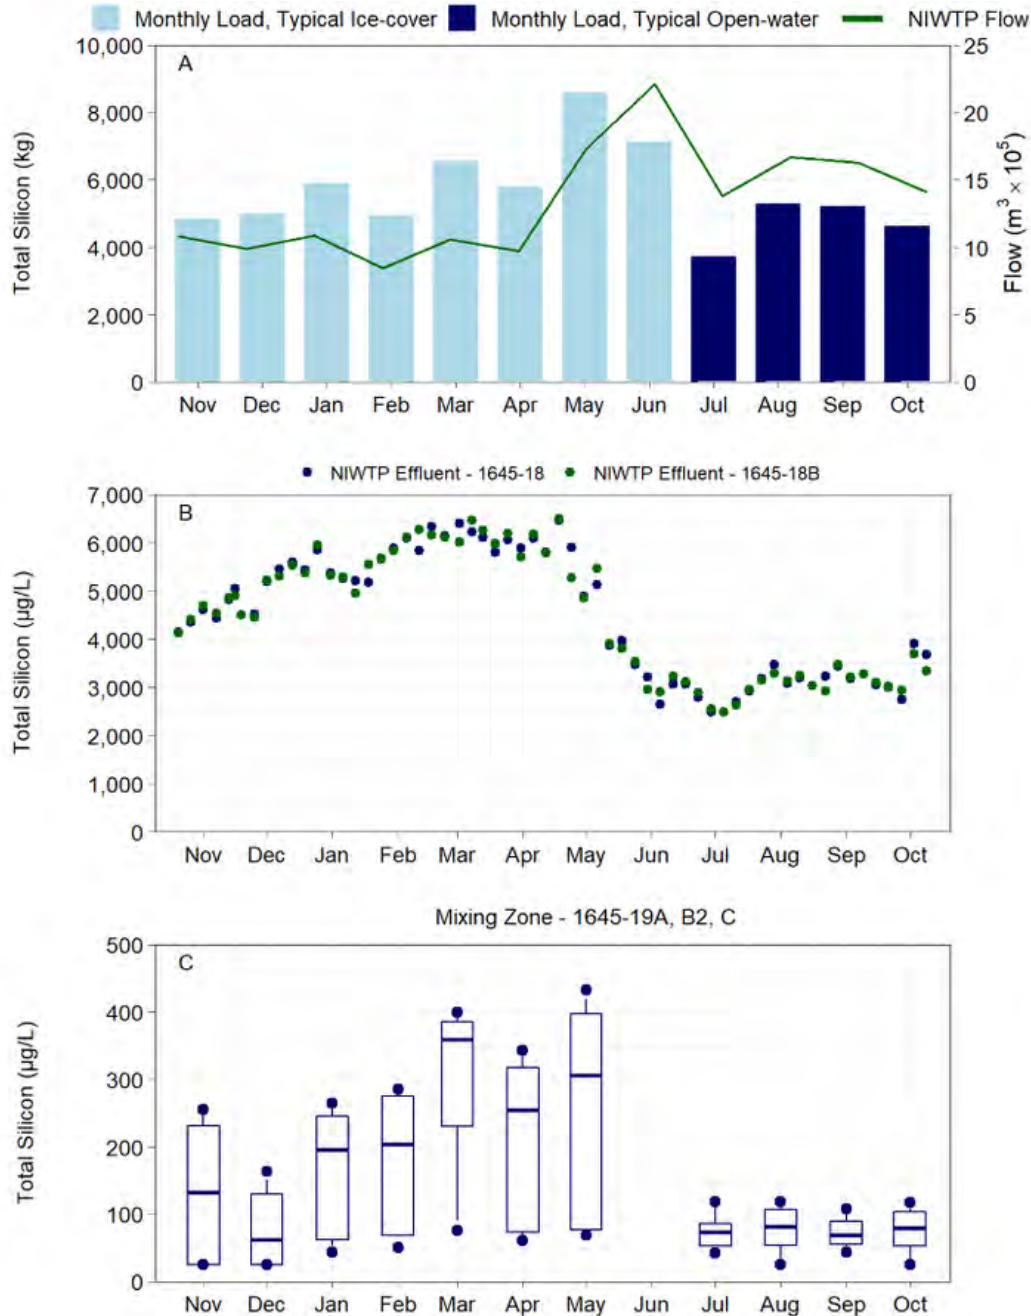 Monthly Load, Typical Ice-cover Monthly Load, Typical Open-water NIWTP Flow
A
10,000
8,000
6,000
4,000
2,000
0
Total Silicon (kg)
25
20
15
10
5
0
Flow (m³ × 10⁵)
Nov Dec Jan Feb Mar Apr May Jun Jul Aug Sep Oct
NIWTP Effluent - 1645-18 NIWTP Effluent - 1645-18B
B
7,000
6,000
5,000
4,000
3,000
2,000
1,000
0
Total Silicon (µg/L)
Nov Dec Jan Feb Mar Apr May Jun Jul Aug Sep Oct
Mixing Zone - 1645-19A, B2, C
C
500
400
300
200
100
0
Total Silicon (µg/L)
Nov Dec Jan Feb Mar Apr May Jun Jul Aug Sep Oct